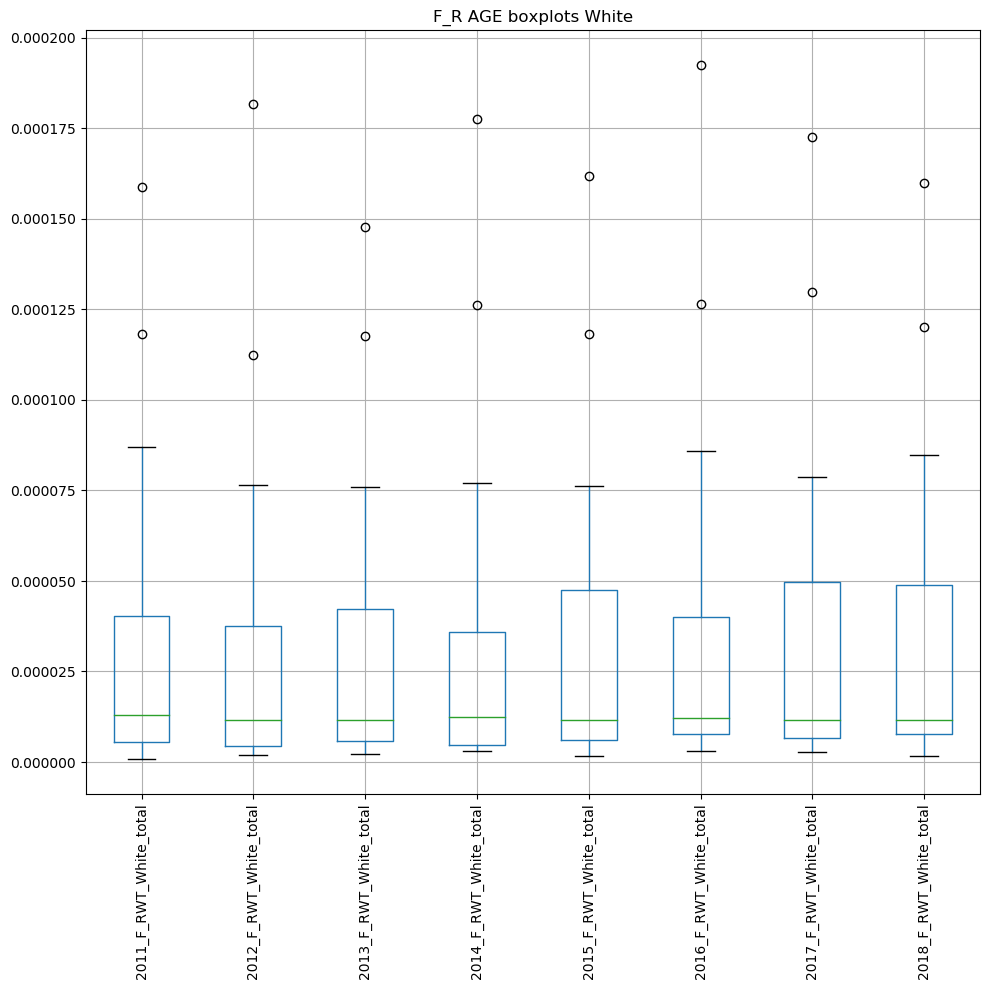 F_R AGE boxplots White
0.000200
0.000175
0.000150
0.000125
0.000100
0.000075
0.000050
0.000025
0.000000
2011_F_RWT_White_total
2012_F_RWT_White_total
2013_F_RWT_White_total
2014_F_RWT_White_total
2015_F_RWT_White_total
2016_F_RWT_White_total
2017_F_RWT_White_total
2018_F_RWT_White_total